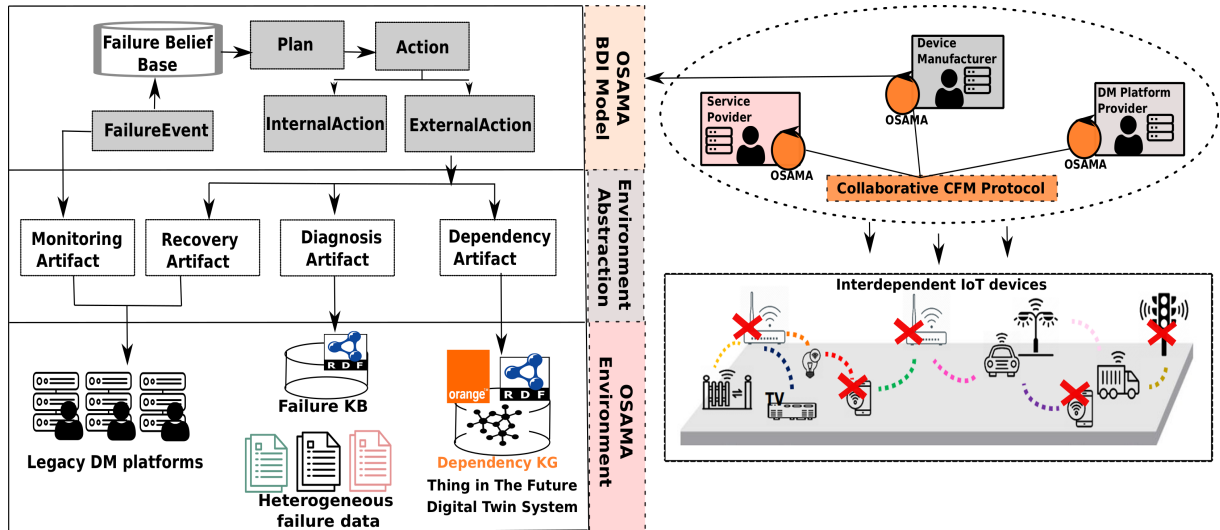 Failure Belief
Base
Plan
Action
FailureEvent
InternalAction
ExternalAction
OSAMA
BDI Model
Monitoring
Artifact
Recovery
Artifact
Diagnosis
Artifact
Dependency
Artifact
Environment
Abstraction
Legacy DM platforms
RDF
Failure KB
Heterogeneous
failure data
orange™
RDF
Dependency KG
Thing in The Future
Digital Twin System
OSAMA
Environment
Device
Manufacturer
OSAMA
Service
Povider
OSAMA
DM Platform
Provider
OSAMA
Collaborative CFM Protocol
Interdependent IoT devices
TV